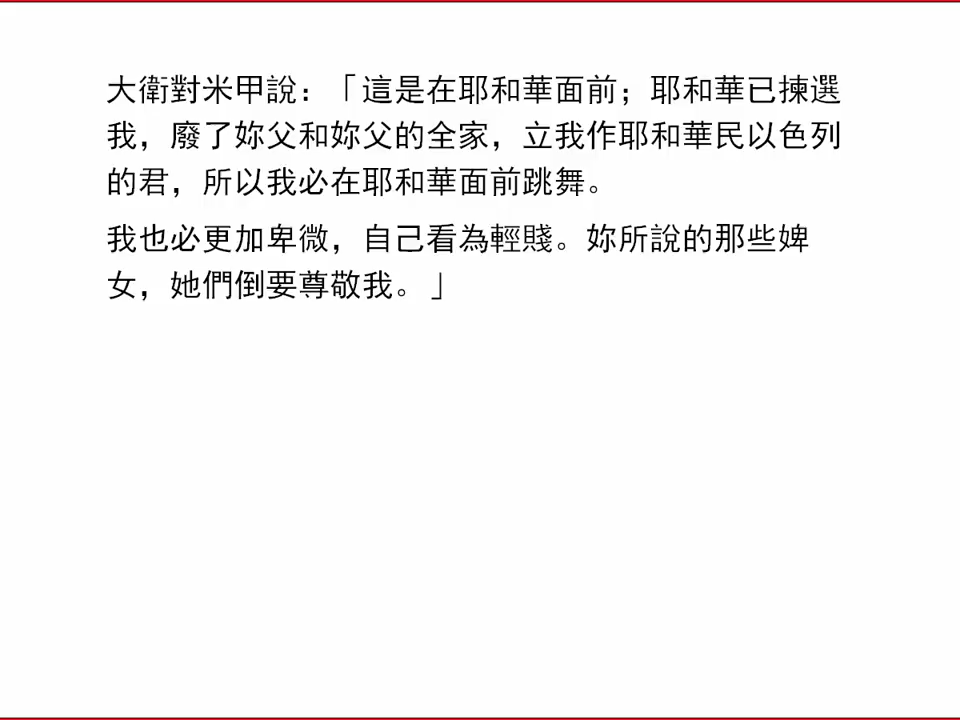 大衛對米甲說：「這是在耶和華面前；耶和華已揀選
我，廢了妳父和妳父的全家，立我作耶和華民以色列
的君，所以我必在耶和華面前跳舞。
我也必更加卑微，自己看為輕賤。妳所說的那些婢
女，她們倒要尊敬我。」